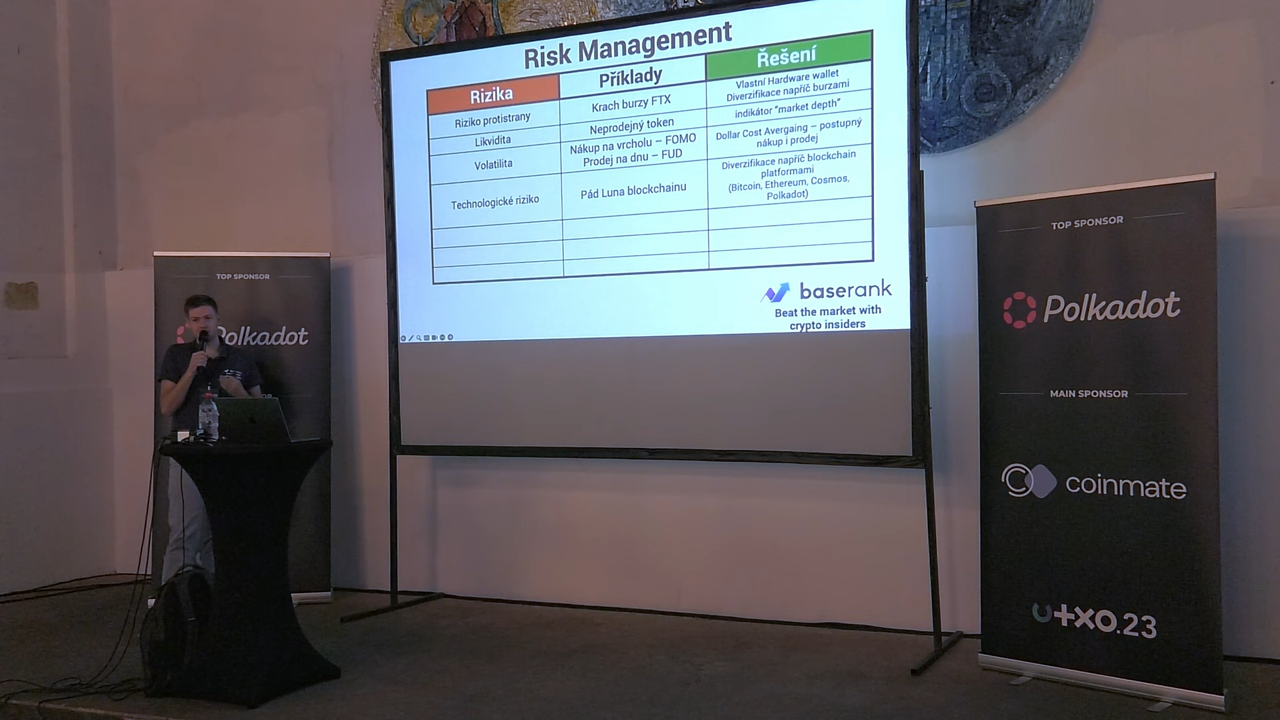 Risk Management
Rizika
Příklady
Řešení
Riziko protistrany
Krach burzy FTX
Vlastní Hardware wallet
Diverzifikace napříč burzami
Likvidita
Neprodejný token
indikátor "market depth"
Volatilita
Nákup na vrcholu – FOMO
Prodej na dnu – FUD
Dollar Cost Avergaing – postupný
nákup i prodej
Technologické riziko
Pád Luna blockchainu
Diverzifikace napříč blockchain
platformami
(Bitcoin, Ethereum, Cosmos,
Polkadot)
baserank
Beat the market with
crypto insiders
TOP SPONSOR
Polkadot
TOP SPONSOR
Polkadot
MAIN SPONSOR
coinmate
utxo.23